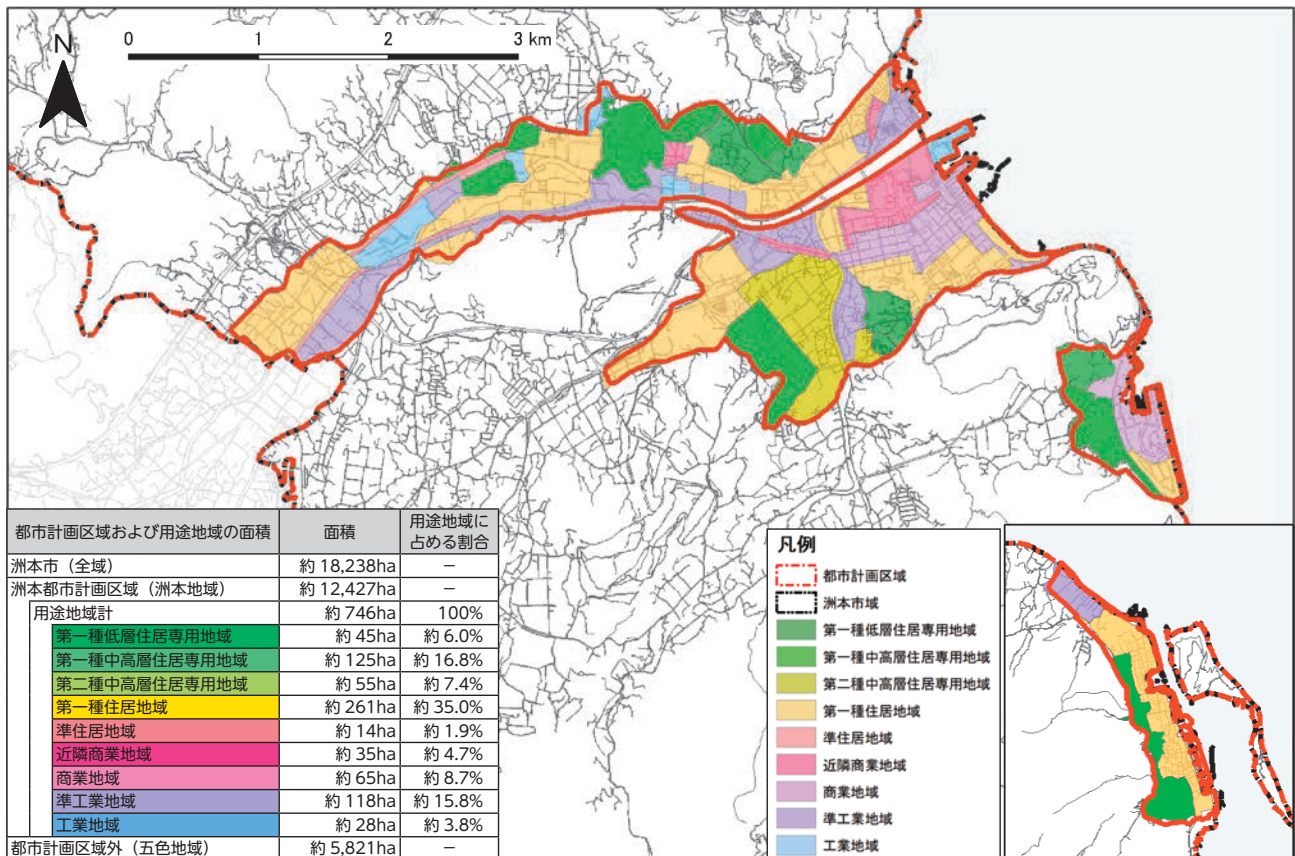 N
0 1 2 3 km
都市計画区域および用途地域の面積 面積 用途地域に占める割合
洲本市（全域） 約 18,238ha －
洲本都市計画区域（洲本地域） 約 12,427ha －
用途地域計 約 746ha 100%
第一種低層住居専用地域 約 45ha 約 6.0%
第一種中高層住居専用地域 約 125ha 約 16.8%
第二種中高層住居専用地域 約 55ha 約 7.4%
第一種住居地域 約 261ha 約 35.0%
準住居地域 約 14ha 約 1.9%
近隣商業地域 約 35ha 約 4.7%
商業地域 約 65ha 約 8.7%
準工業地域 約 118ha 約 15.8%
工業地域 約 28ha 約 3.8%
都市計画区域外（五色地域） 約 5,821ha －
凡例
都市計画区域
洲本市域
第一種低層住居専用地域
第一種中高層住居専用地域
第二種中高層住居専用地域
第一種住居地域
準住居地域
近隣商業地域
商業地域
準工業地域
工業地域